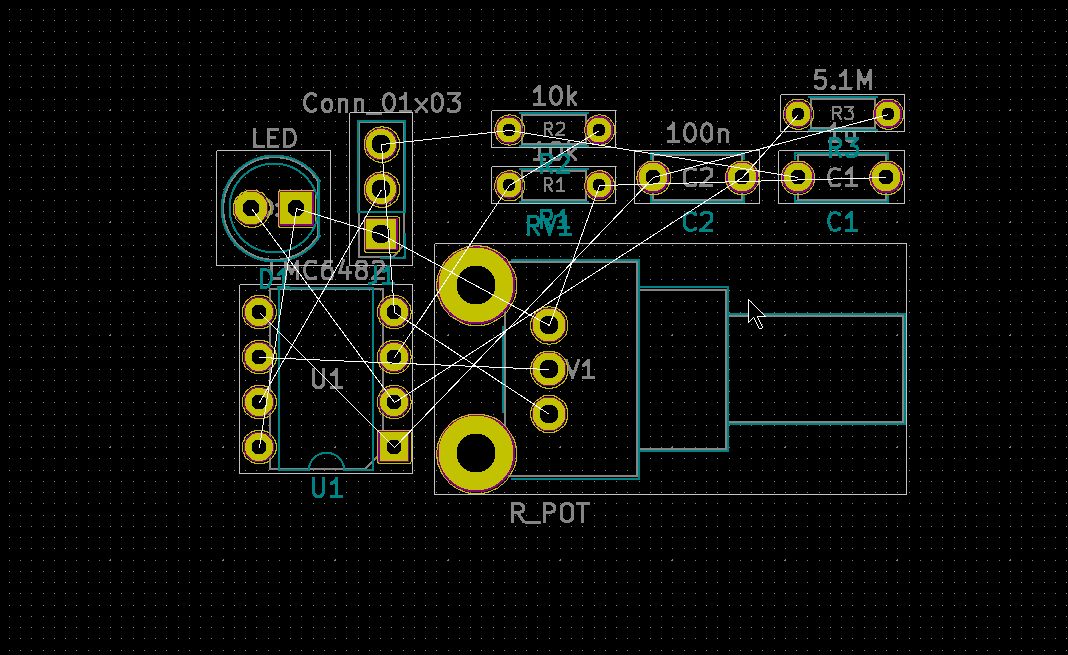 5.1M
Conn_01x03
10k
R3
R2
100n
LED
R3
10k
R2
R1
C2
C1
RV1
R1
C2
C1
LMC6482
D1
J1
U1
V1
U1
R_POT